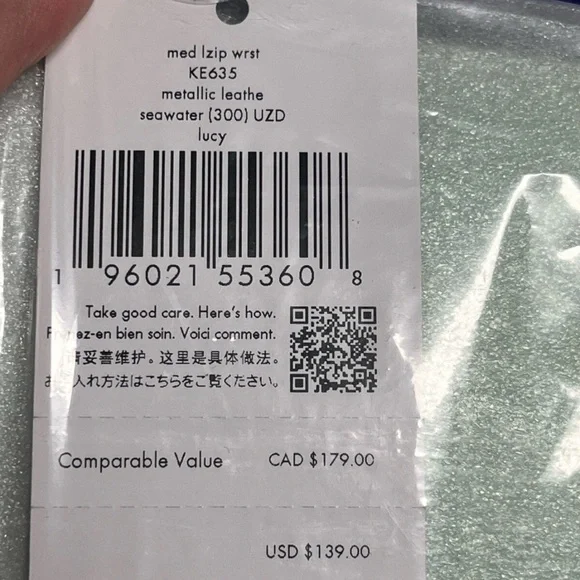 med lzip wrst
KE635
metallic leathe
seawater (300) UZD
lucy
1 96021 55360 8
Take good care. Here's how.
en bien soin. Voici comment.
妥善维护。这里是具体做法。
入れ方法はこちらをご覧ください。
Comparable Value CAD $179.00
USD $139.00